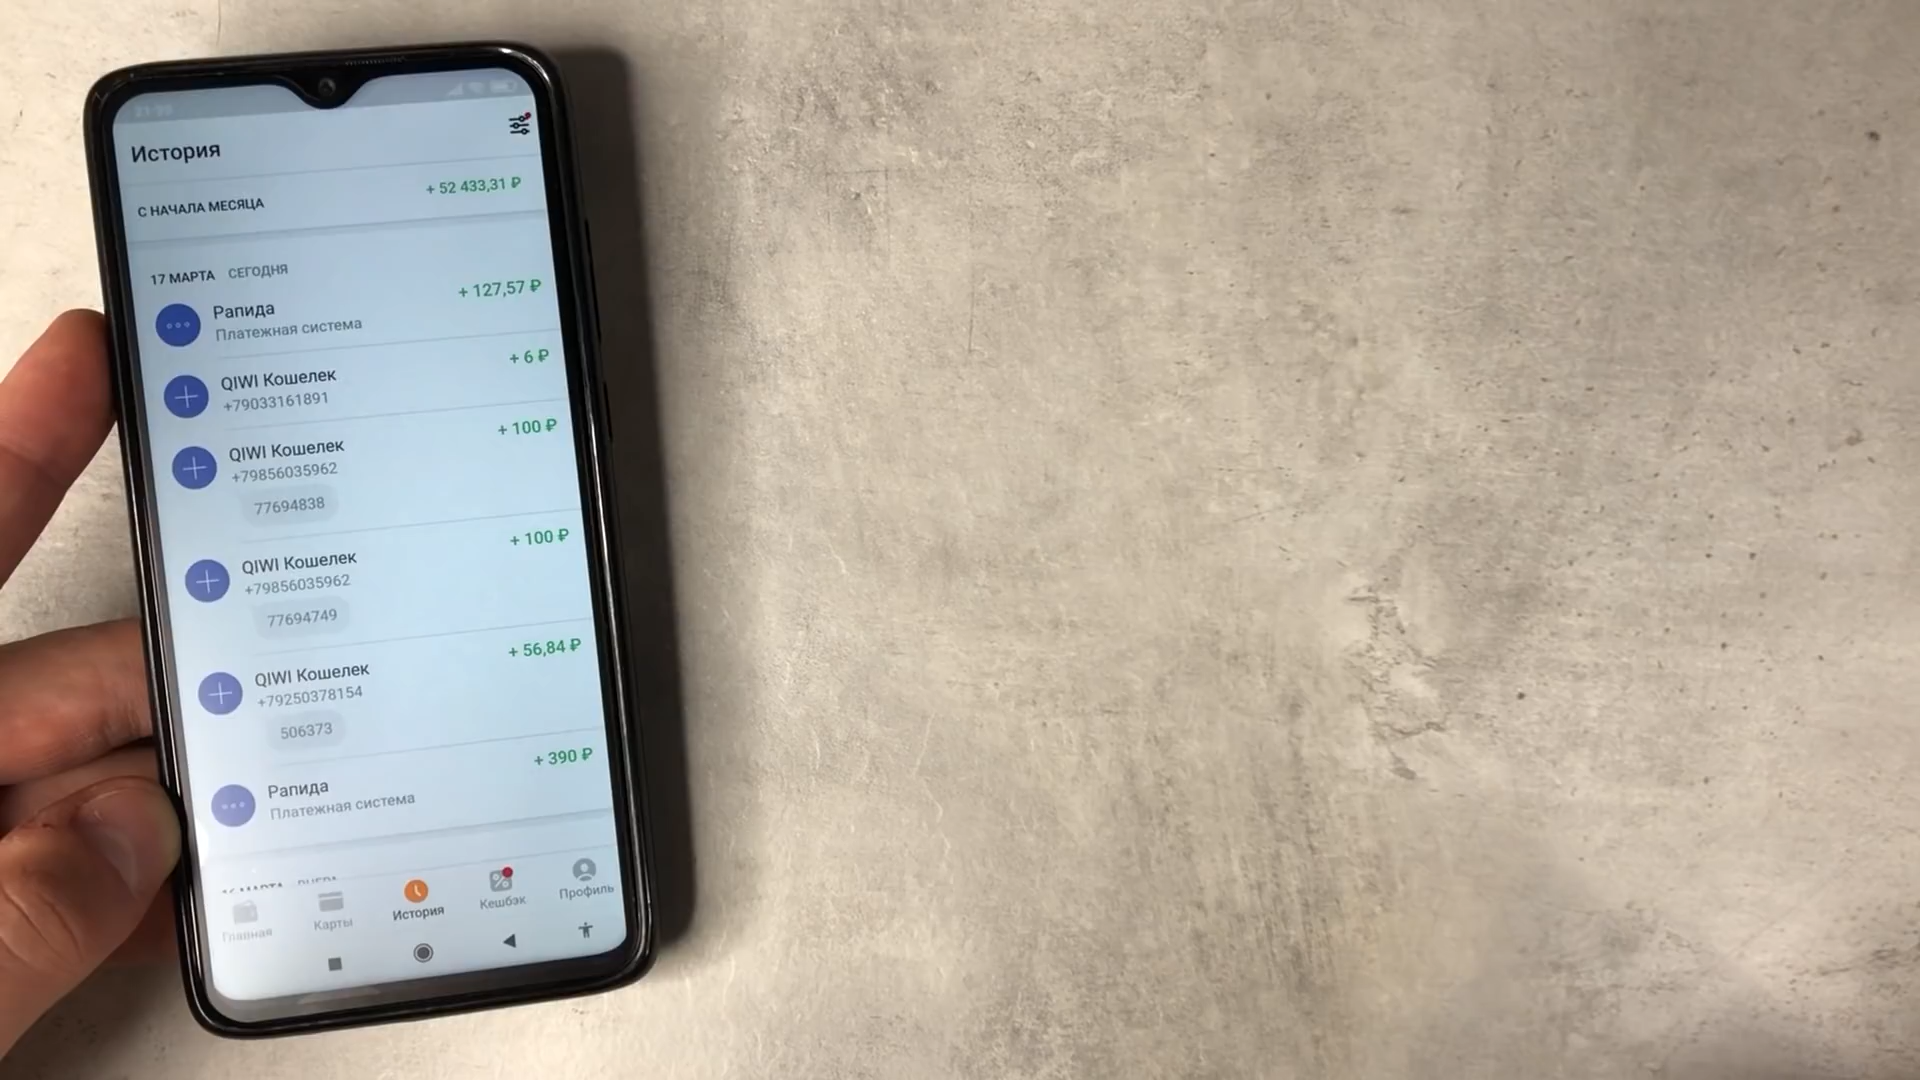 История
С НАЧАЛА МЕСЯЦА + 52 433,31 ₽
17 МАРТА СЕГОДНЯ
Рапида + 127,57 ₽
Платежная система
QIWI Кошелек + 6 ₽
+79033161891
QIWI Кошелек + 100 ₽
+79856035962
77694838
QIWI Кошелек + 100 ₽
+79856035962
77694749
QIWI Кошелек + 56,84 ₽
+79250378154
506373
Рапида + 390 ₽
Платежная система
Главная Карты История Кешбэк Профиль